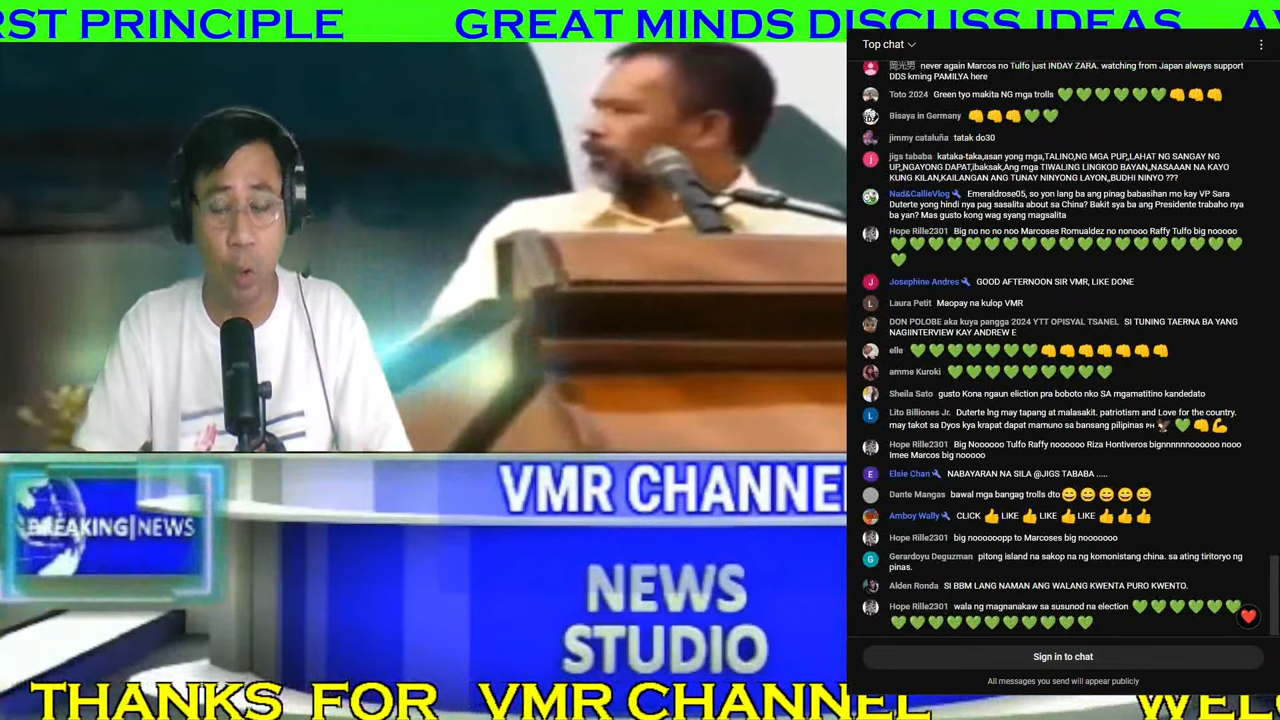 RST PRINCIPLE GREAT MINDS DISCUSS IDEAS
Top chat
岡光男 never again Marcos no Tulfo just INDAY ZARA. watching from Japan always support
DDS kming PAMILYA here
Toto 2024 Green tyo makita NG mga trolls 💚💚💚💚💚💚👊👊👊
Bisaya in Germany 👊👊👊💚💚
jimmy cataluña tatak do30
jigs tababa kataka-taka,asan yong mga,TALINO,NG MGA PUP,,LAHAT NG SANGAY NG
UP,,NGAYONG DAPAT,ibaksak,Ang mga TIWALING LINGKOD BAYAN,,NASAAAN NA KAYO
KUNG KILAN,,KAILANGAN ANG TUNAY NINYONG LAYON,,BUDHI NINYO ???
Nad&CallieVlog Emeraldrose05, so yon lang ba ang pinag babasihan mo kay VP Sara
Duterte yong hindi nya pag sasalita about sa China? Bakit sya ba ang Presidente trabaho nya
ba yan? Mas gusto kong wag syang magsalita
Hope Rille2301 Big no no no noo Marcoses Romualdez no nonooo Raffy Tulfo big nooooo
💚💚💚💚💚💚💚💚💚💚💚💚💚💚💚💚💚💚💚
💚
Josephine Andres GOOD AFTERNOON SIR VMR, LIKE DONE
Laura Petit Maopay na kulop VMR
DON POLOBE aka kuya pangga 2024 YTT OPISYAL TSANEL SI TUNING TAERNA BA YANG
NAGIINTERVIEW KAY ANDREW E
elle 💚💚💚💚💚💚💚👊👊👊👊👊👊👊
amme Kuroki 💚💚💚💚💚💚💚💚💚
Sheila Sato gusto Kona ngaun eliction pra boboto nko SA mgamatitino kandedato
Lito Billiones Jr. Duterte lng may tapang at malasakit. patriotism and Love for the country.
may takot sa Dyos kya krapat dapat mamuno sa bansang pilipinas 🇵🇭🦅💚👊💪
Hope Rille2301 Big Noooooo Tulfo Raffy noooooo Riza Hontiveros bignnnnnooooooo nooo
Imee Marcos big nooooo
Elsie Chan NABAYARAN NA SILA @JIGS TABABA .....
Dante Mangas bawal mga bangag trolls dto😄😄😄😄😄
Amboy Wally CLICK 👍LIKE 👍LIKE 👍LIKE 👍👍👍
Hope Rille2301 big noooooopp to Marcoses big nooooooo
Gerardoyu Deguzman pitong island na sakop na ng komonistang china. sa ating tiritoryo ng
pinas.
Alden Ronda SI BBM LANG NAMAN ANG WALANG KWENTA PURO KWENTO.
Hope Rille2301 wala ng magnanakaw sa susunod na election 💚💚💚💚💚💚
💚💚💚💚💚💚💚💚💚💚💚
Sign in to chat
All messages you send will appear publicly
VMR CHANNE
BREAKING|NEWS
NEWS
STUDIO
THANKS FOR VMR CHANNEL WEL